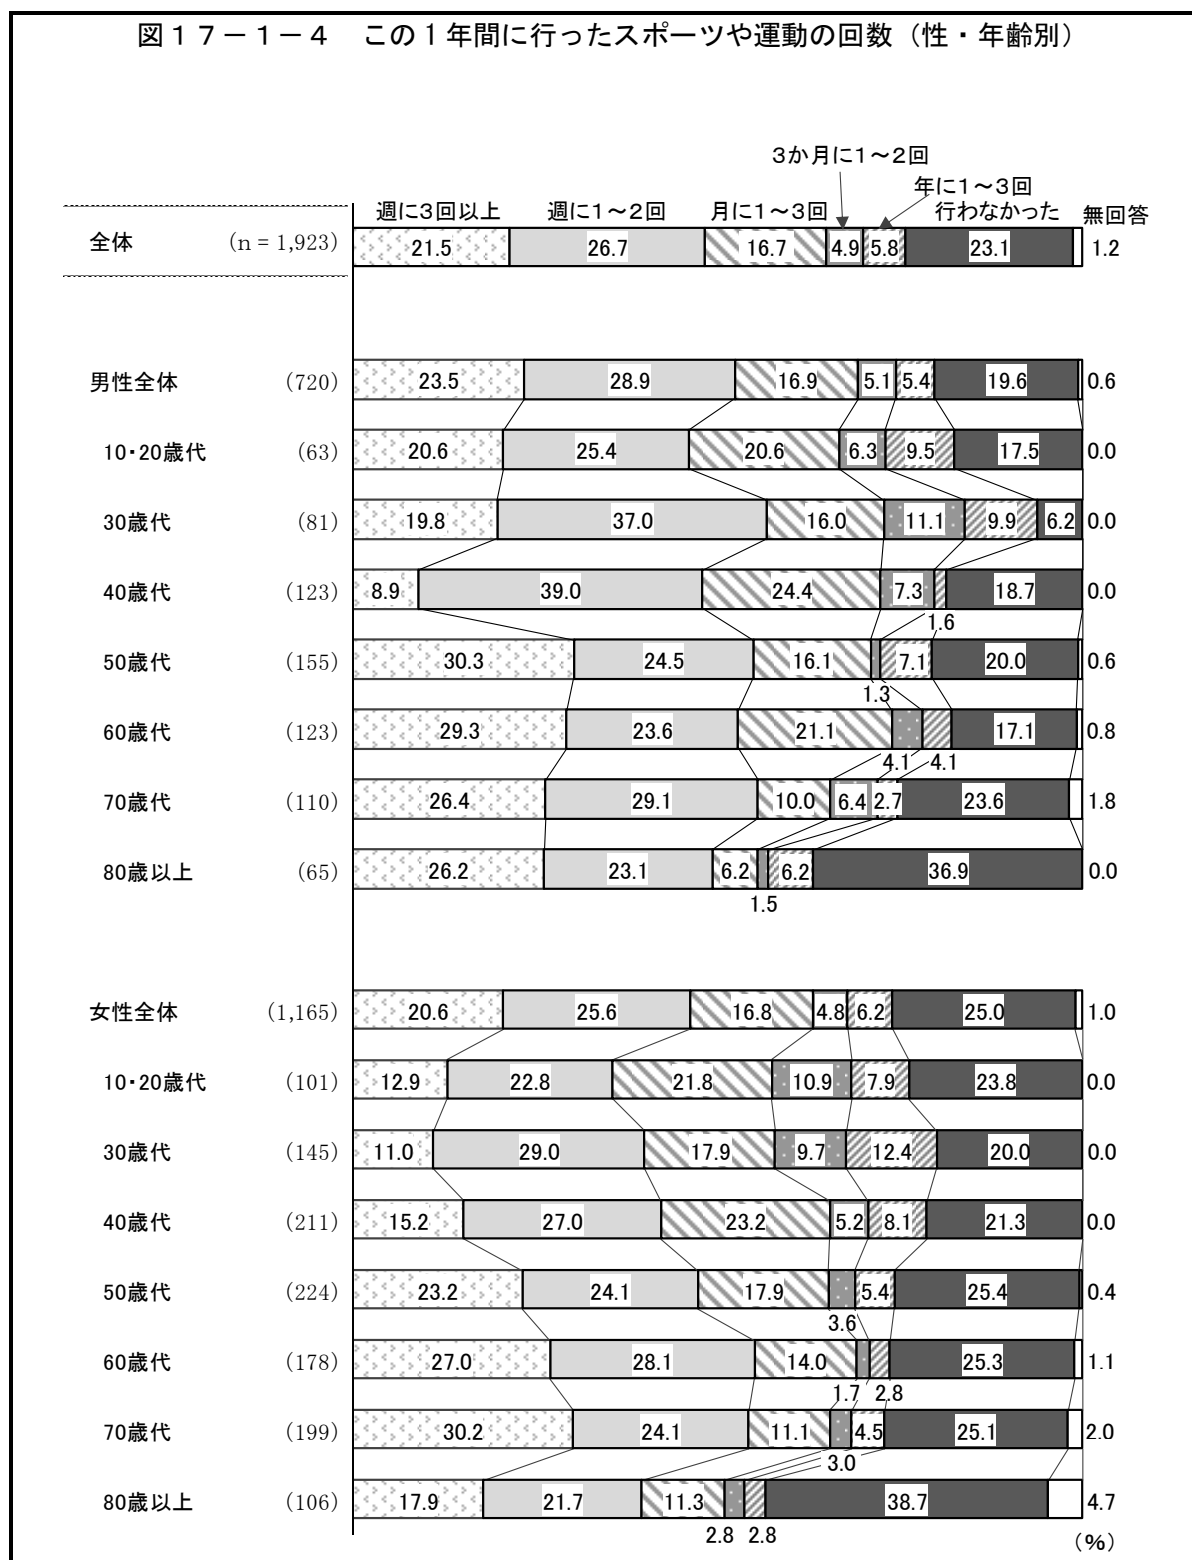 図１７－１－４　この１年間に行ったスポーツや運動の回数（性・年齢別）
３か月に１～２回
年に１～３回
週に３回以上　週に１～２回　月に１～３回　行わなかった　無回答
全体 （n = 1,923） 21.5 26.7 16.7 4.9 5.8 23.1 1.2
男性全体 （720） 23.5 28.9 16.9 5.1 5.4 19.6 0.6
10・20歳代 （63） 20.6 25.4 20.6 6.3 9.5 17.5 0.0
30歳代 （81） 19.8 37.0 16.0 11.1 9.9 6.2 0.0
40歳代 （123） 8.9 39.0 24.4 7.3 18.7 0.0
1.6
50歳代 （155） 30.3 24.5 16.1 7.1 20.0 0.6
1.3
60歳代 （123） 29.3 23.6 21.1 17.1 0.8
4.1 4.1
70歳代 （110） 26.4 29.1 10.0 6.4 2.7 23.6 1.8
80歳以上 （65） 26.2 23.1 6.2 6.2 36.9 0.0
1.5
女性全体 （1,165） 20.6 25.6 16.8 4.8 6.2 25.0 1.0
10・20歳代 （101） 12.9 22.8 21.8 10.9 7.9 23.8 0.0
30歳代 （145） 11.0 29.0 17.9 9.7 12.4 20.0 0.0
40歳代 （211） 15.2 27.0 23.2 5.2 8.1 21.3 0.0
50歳代 （224） 23.2 24.1 17.9 5.4 25.4 0.4
3.6
60歳代 （178） 27.0 28.1 14.0 25.3 1.1
1.7 2.8
70歳代 （199） 30.2 24.1 11.1 4.5 25.1 2.0
3.0
80歳以上 （106） 17.9 21.7 11.3 38.7 4.7
2.8 2.8
（％）